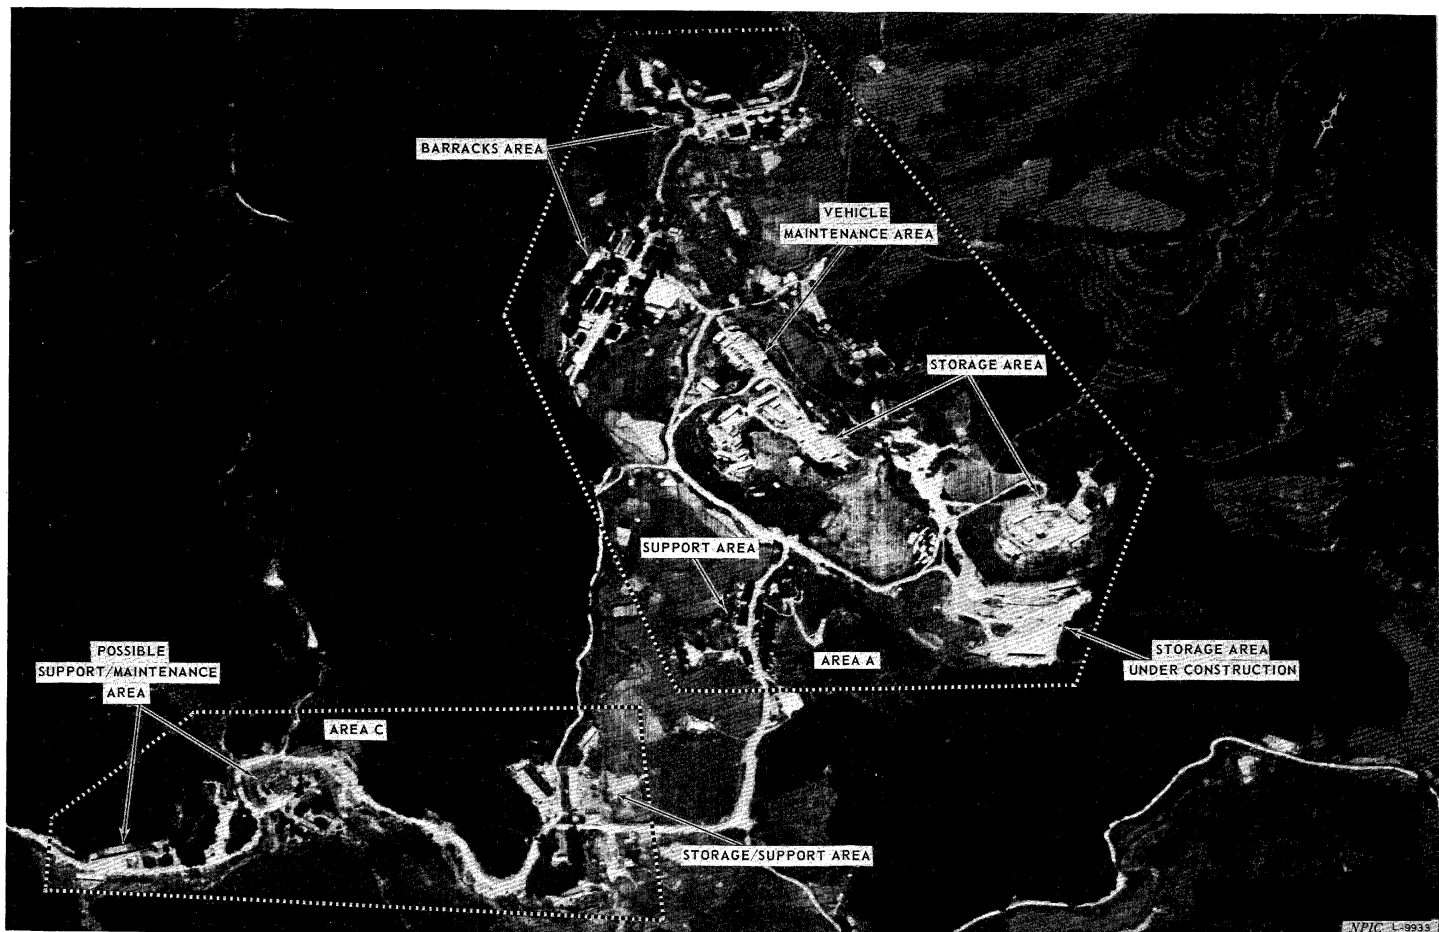 BARRACKS AREA
VEHICLE
MAINTENANCE AREA
STORAGE AREA
SUPPORT AREA
AREA A
STORAGE AREA
UNDER CONSTRUCTION
POSSIBLE
SUPPORT/MAINTENANCE
AREA
AREA C
STORAGE/SUPPORT AREA
NPIC L-9933